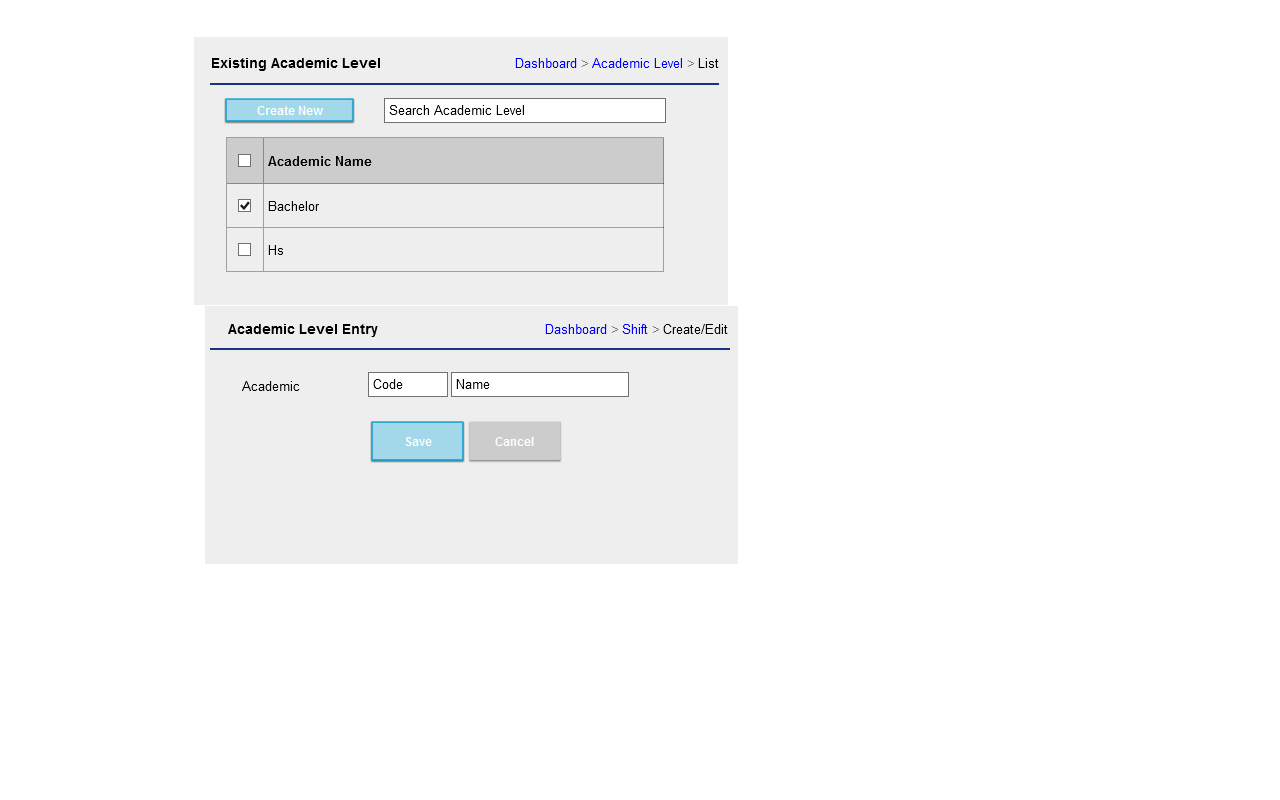 Existing Academic Level Dashboard > Academic Level > List
Create New Search Academic Level
Academic Name
Bachelor
Hs
Academic Level Entry Dashboard > Shift > Create/Edit
Academic Code Name
Save Cancel